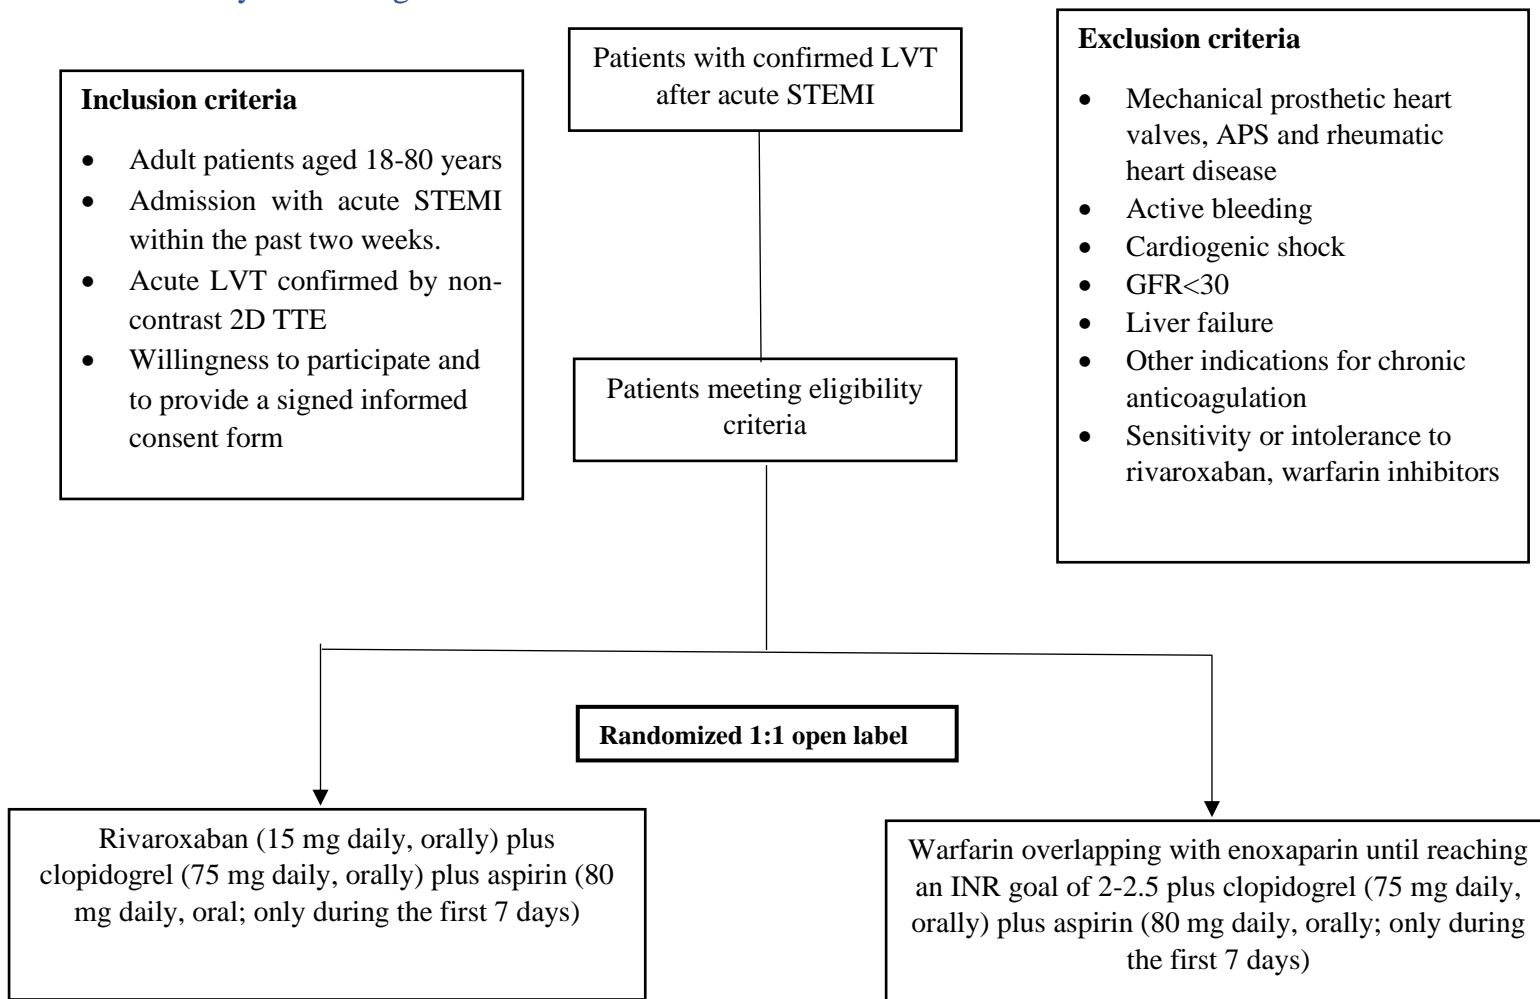 Patients with confirmed LVT
after acute STEMI
Inclusion criteria
• Adult patients aged 18-80 years
• Admission with acute STEMI
within the past two weeks.
• Acute LVT confirmed by non-
contrast 2D TTE
• Willingness to participate and
to provide a signed informed
consent form
Exclusion criteria
• Mechanical prosthetic heart
valves, APS and rheumatic
heart disease
• Active bleeding
• Cardiogenic shock
• GFR<30
• Liver failure
• Other indications for chronic
anticoagulation
• Sensitivity or intolerance to
rivaroxaban, warfarin inhibitors
Patients meeting eligibility
criteria
Randomized 1:1 open label
Rivaroxaban (15 mg daily, orally) plus
clopidogrel (75 mg daily, orally) plus aspirin (80
mg daily, oral; only during the first 7 days)
Warfarin overlapping with enoxaparin until reaching
an INR goal of 2-2.5 plus clopidogrel (75 mg daily,
orally) plus aspirin (80 mg daily, orally; only during
the first 7 days)